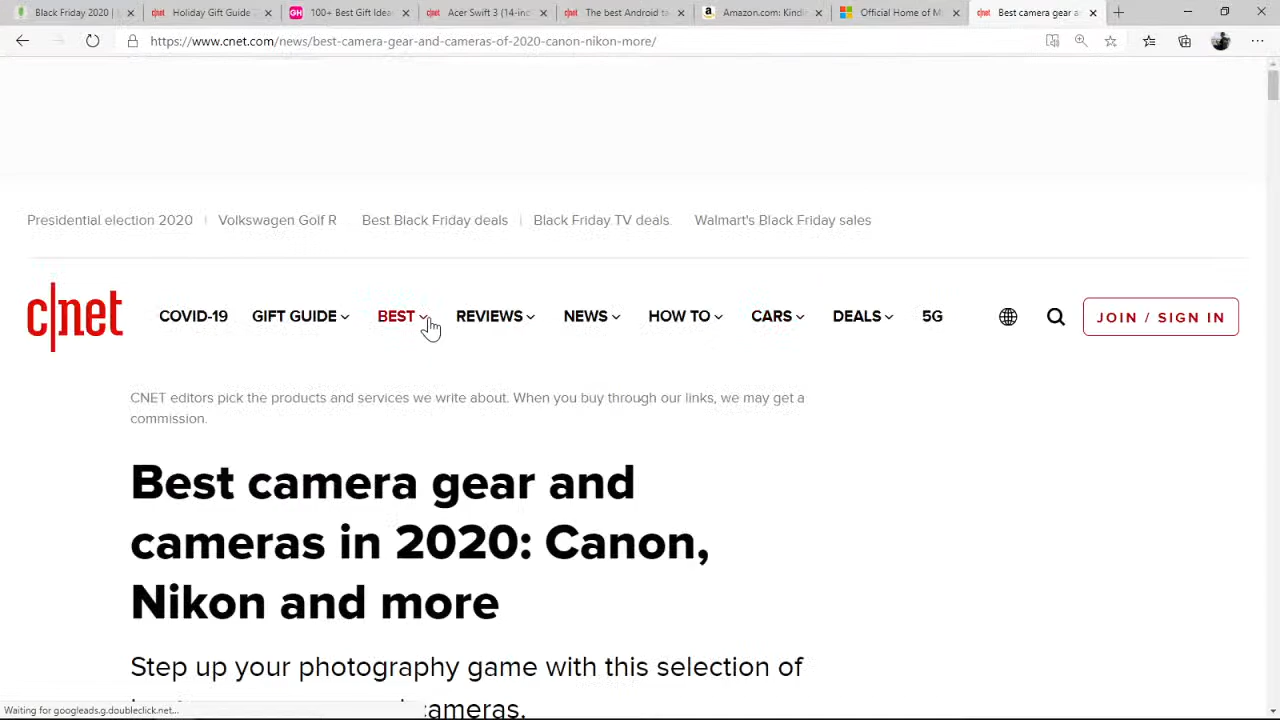 Black Friday 2020 |
Holiday Gift Guide
100+ Best Gift Idea
Acer Swift 3 (14-inc
The best Android ta
Amazon.com: Kindl
Official Home of M
Best camera gear a
https://www.cnet.com/news/best-camera-gear-and-cameras-of-2020-canon-nikon-more/
Presidential election 2020
Volkswagen Golf R
Best Black Friday deals
Black Friday TV deals
Walmart's Black Friday sales
c|net
COVID-19
GIFT GUIDE
BEST
REVIEWS
NEWS
HOW TO
CARS
DEALS
5G
JOIN / SIGN IN
CNET editors pick the products and services we write about. When you buy through our links, we may get a
commission.
Best camera gear and
cameras in 2020: Canon,
Nikon and more
Step up your photography game with this selection of
cameras.
Waiting for googleads.g.doubleclick.net...